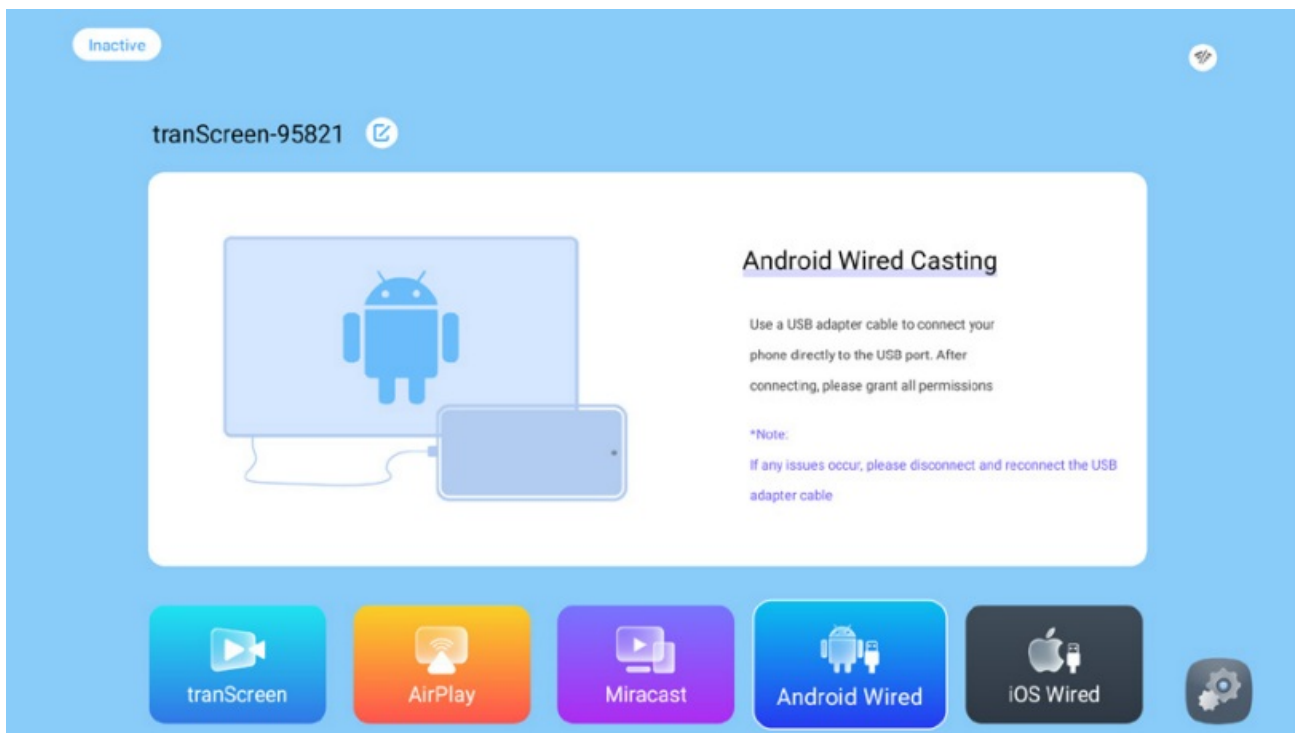 Inactive
tranScreen-95821
Android Wired Casting
Use a USB adapter cable to connect your
phone directly to the USB port. After
connecting, please grant all permissions
*Note:
If any issues occur, please disconnect and reconnect the USB
adapter cable
tranScreen
AirPlay
Miracast
Android Wired
iOS Wired